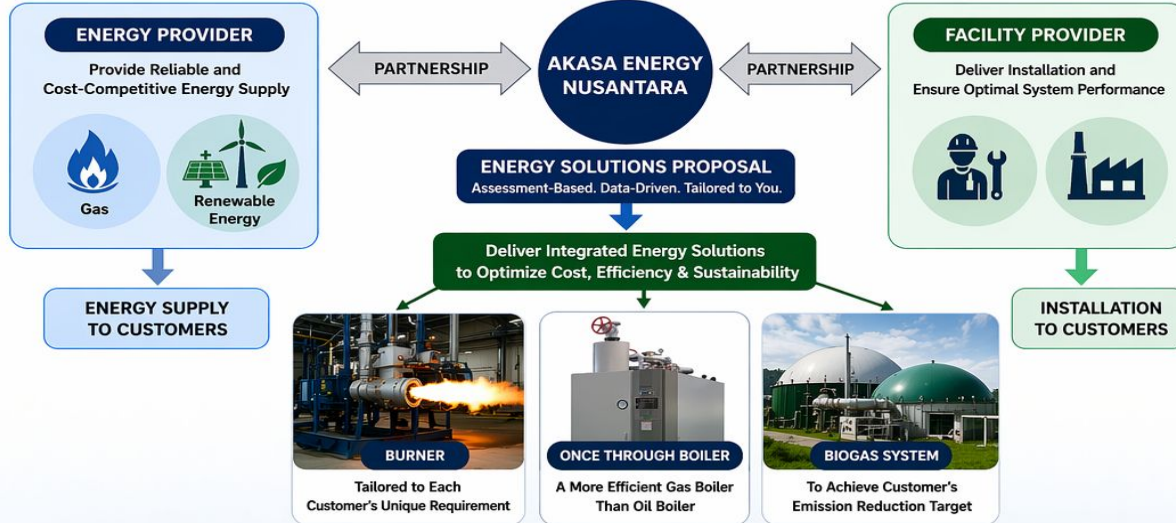 ENERGY PROVIDER
Provide Reliable and
Cost-Competitive Energy Supply
Gas
Renewable
Energy
ENERGY SUPPLY
TO CUSTOMERS
PARTNERSHIP
AKASA ENERGY
NUSANTARA
PARTNERSHIP
ENERGY SOLUTIONS PROPOSAL
Assessment-Based. Data-Driven. Tailored to You.
Deliver Integrated Energy Solutions
to Optimize Cost, Efficiency & Sustainability
FACILITY PROVIDER
Deliver Installation and
Ensure Optimal System Performance
INSTALLATION
TO CUSTOMERS
BURNER
Tailored to Each
Customer's Unique Requirement
ONCE THROUGH BOILER
A More Efficient Gas Boiler
Than Oil Boiler
BIOGAS SYSTEM
To Achieve Customer's
Emission Reduction Target